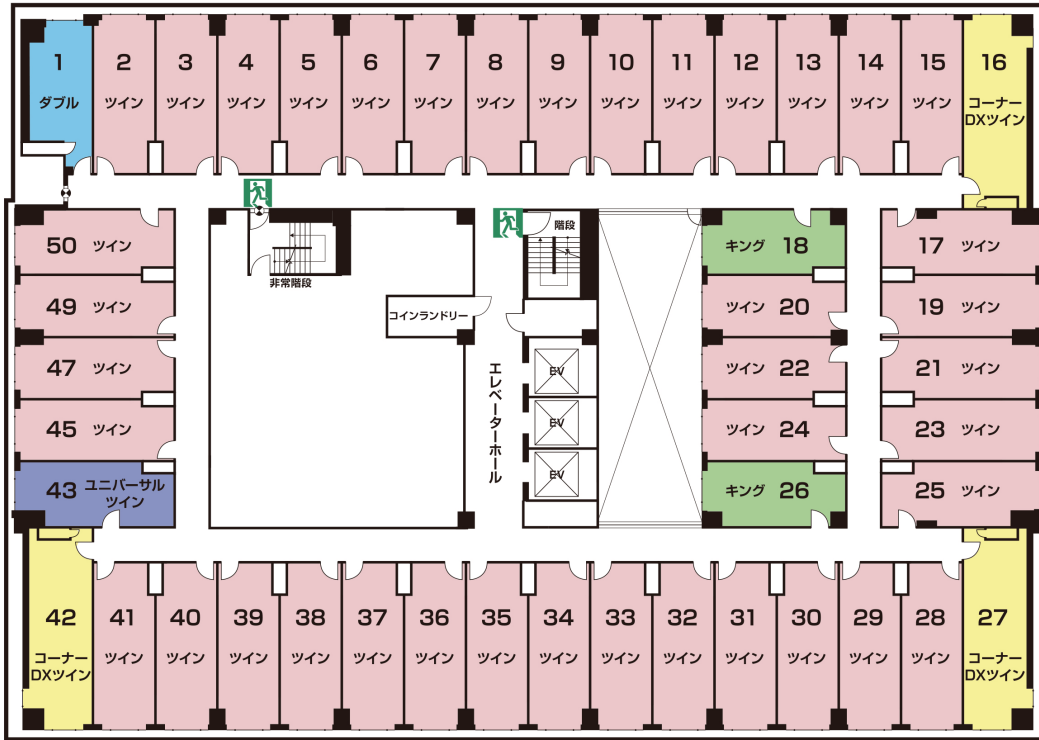 1
ダブル
2
ツイン
3
ツイン
4
ツイン
5
ツイン
6
ツイン
7
ツイン
8
ツイン
9
ツイン
10
ツイン
11
ツイン
12
ツイン
13
ツイン
14
ツイン
15
ツイン
16
コーナー
DXツイン
50 ツイン
非常階段
階段
キング 18
17 ツイン
49 ツイン
コインランドリー
ツイン 20
19 ツイン
47 ツイン
エレベーターホール
EV
ツイン 22
21 ツイン
45 ツイン
EV
ツイン 24
23 ツイン
43 ユニバーサル
ツイン
EV
キング 26
25 ツイン
42
コーナー
DXツイン
41
ツイン
40
ツイン
39
ツイン
38
ツイン
37
ツイン
36
ツイン
35
ツイン
34
ツイン
33
ツイン
32
ツイン
31
ツイン
30
ツイン
29
ツイン
28
ツイン
27
コーナー
DXツイン